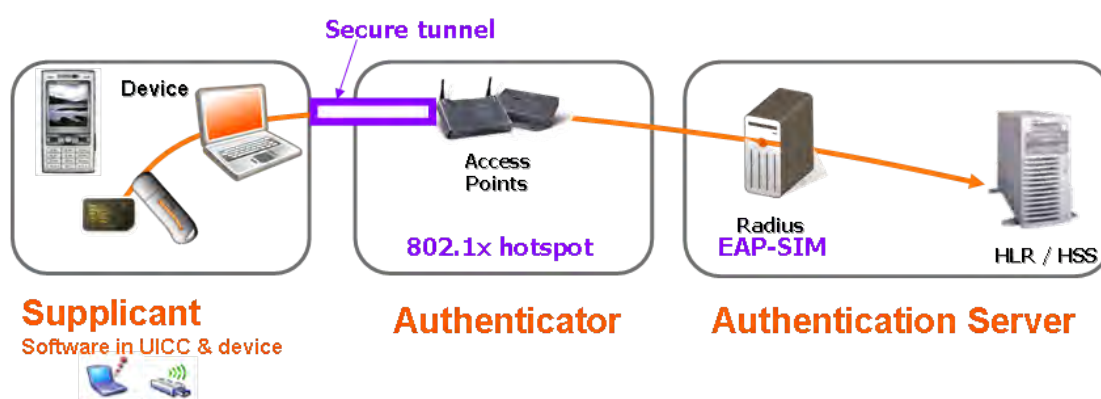 Secure tunnel
Device
Access
Points
802.1x hotspot
Radius
EAP-SIM
HLR / HSS
Supplicant
Software in UICC & device
Authenticator
Authentication Server